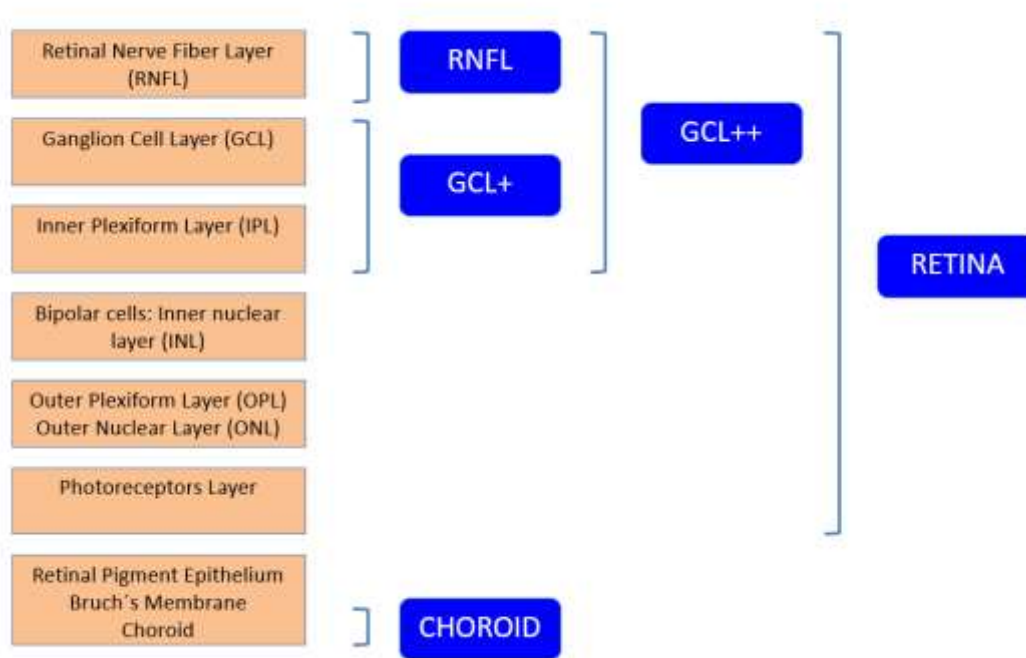 Retinal Nerve Fiber Layer
(RNFL)
RNFL
Ganglion Cell Layer (GCL)
GCL++
GCL+
Inner Plexiform Layer (IPL)
RETINA
Bipolar cells: Inner nuclear
layer (INL)
Outer Plexiform Layer (OPL)
Outer Nuclear Layer (ONL)
Photoreceptors Layer
Retinal Pigment Epithelium
Bruch´s Membrane
Choroid
CHOROID